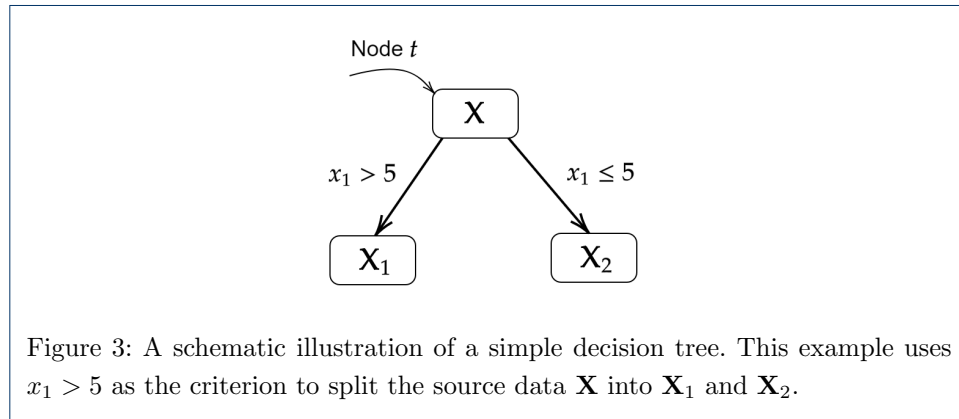 Node t
X
x₁ > 5
x₁ ≤ 5
X₁
X₂
Figure 3: A schematic illustration of a simple decision tree. This example uses
x₁ > 5 as the criterion to split the source data X into X₁ and X₂.